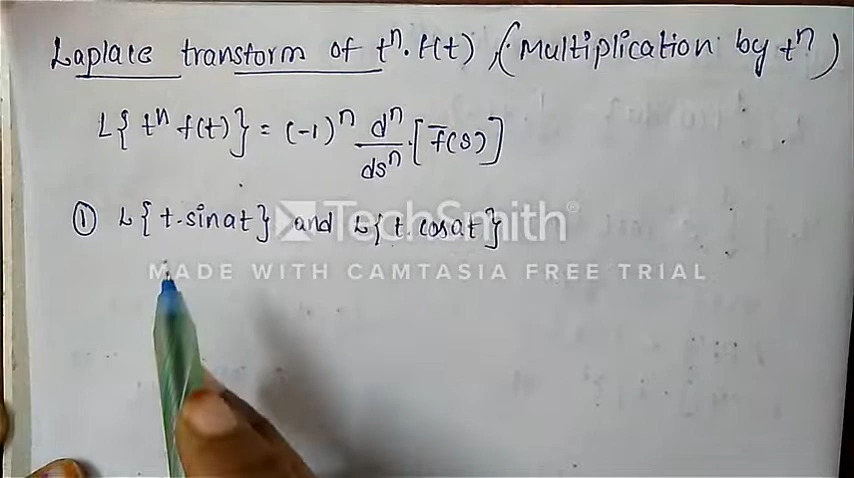 Laplace transform of tⁿ. f(t) (Multiplication by tⁿ)
L{ tⁿ f(t)} = (-1)ⁿ dⁿ/dsⁿ . [f̅(s)]
① L{ t.sinat} and L{ t. cosat}
TechSmith®
MADE WITH CAMTASIA FREE TRIAL